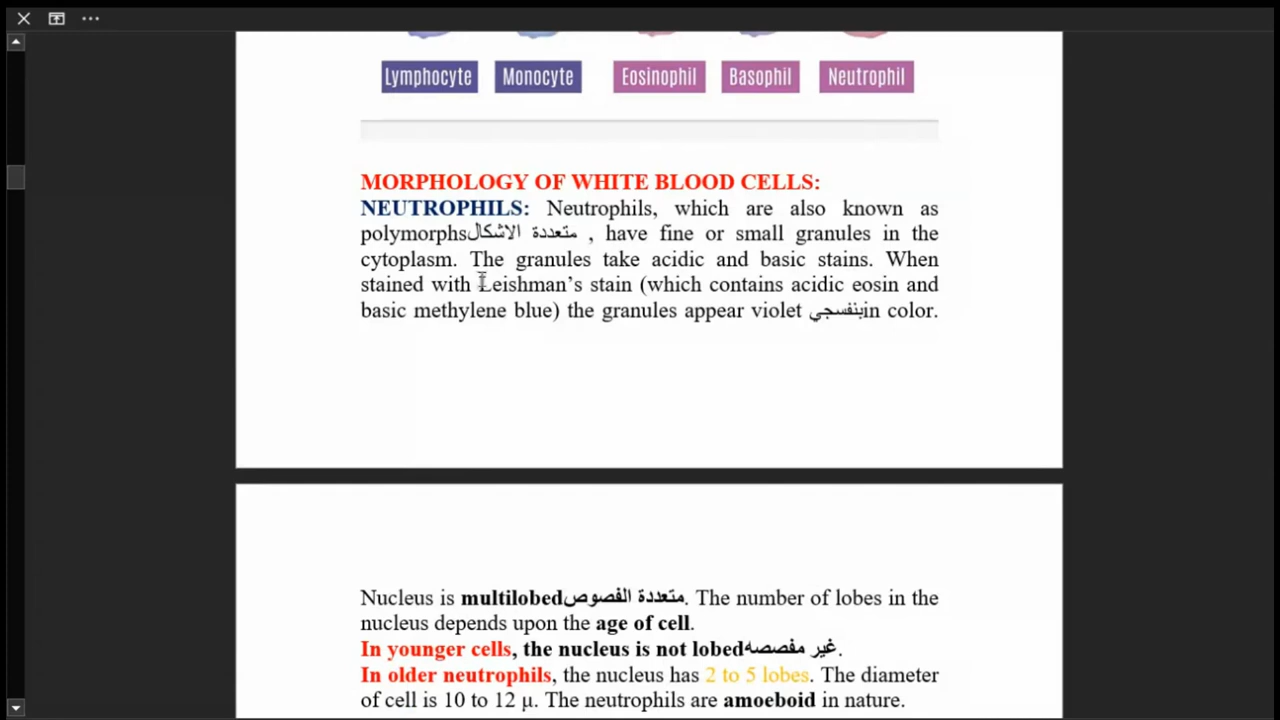 Lymphocyte Monocyte Eosinophil Basophil Neutrophil
MORPHOLOGY OF WHITE BLOOD CELLS:
NEUTROPHILS: Neutrophils, which are also known as
polymorphsمتعددة الاشكال , have fine or small granules in the
cytoplasm. The granules take acidic and basic stains. When
stained with Leishman’s stain (which contains acidic eosin and
basic methylene blue) the granules appear violet بنفسجيin color.
Nucleus is multilobedمتعددة الفصوص. The number of lobes in the
nucleus depends upon the age of cell.
In younger cells, the nucleus is not lobedغير مفصصه.
In older neutrophils, the nucleus has 2 to 5 lobes. The diameter
of cell is 10 to 12 µ. The neutrophils are amoeboid in nature.